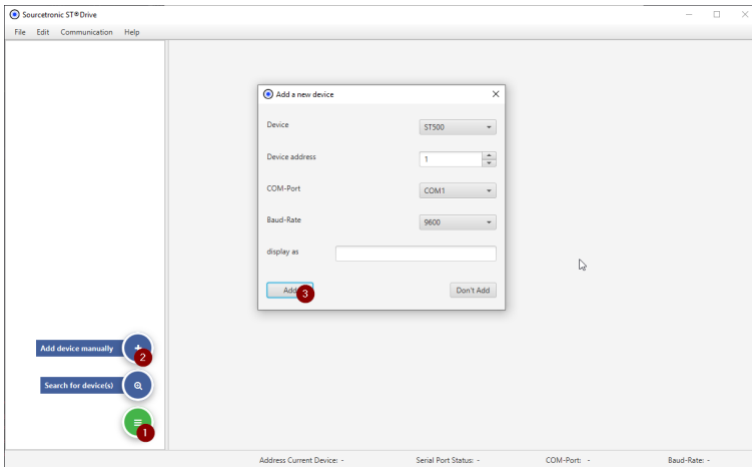 Sourcetronic ST®Drive
File Edit Communication Help
Add a new device
Device ST500
Device address 1
COM-Port COM1
Baud-Rate 9600
display as
Add 3 Don't Add
Add device manually 2
Search for device(s)
1
Address Current Device: - Serial Port Status: - COM-Port: - Baud-Rate: -